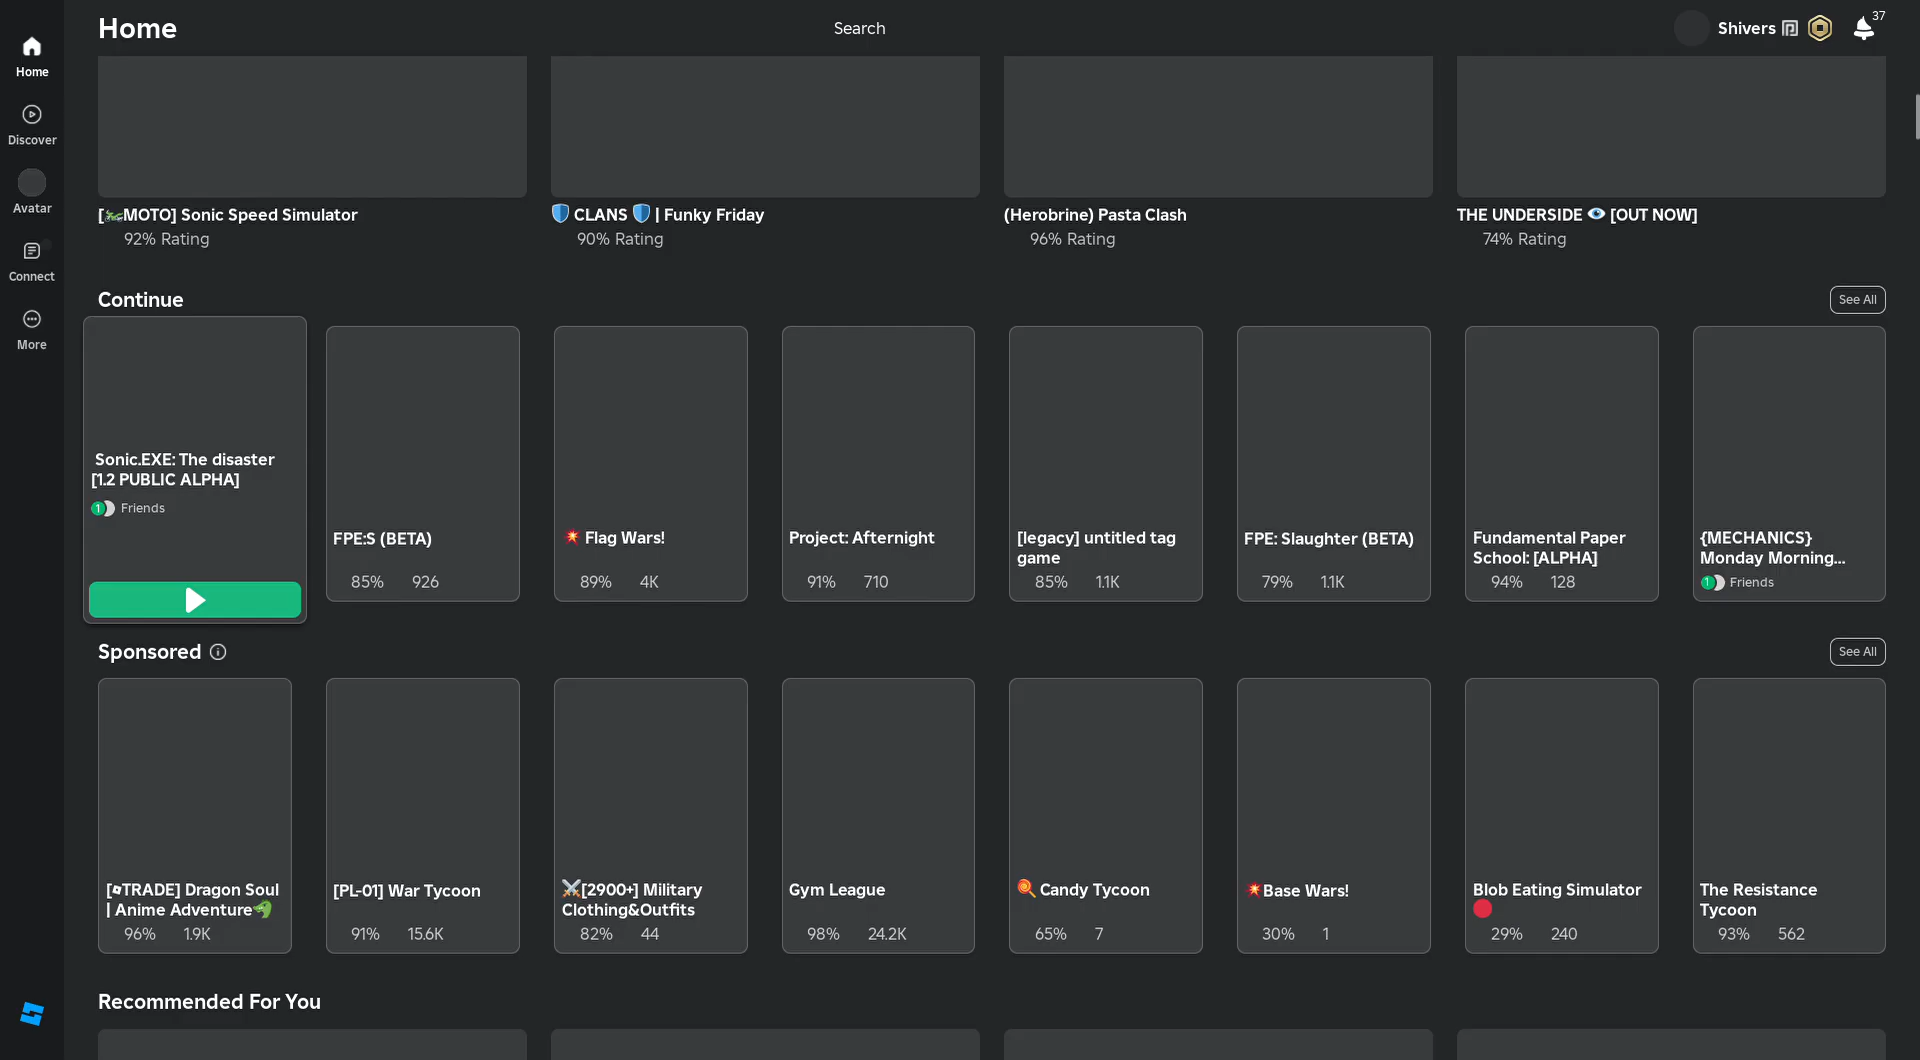 Home
Search
Shivers
37
Home
Discover
Avatar
Connect
More
[🏍️MOTO] Sonic Speed Simulator
92% Rating
🛡️ CLANS 🛡️ | Funky Friday
90% Rating
(Herobrine) Pasta Clash
96% Rating
THE UNDERSIDE 👁️ [OUT NOW]
74% Rating
Continue
See All
Sonic.EXE: The disaster
[1.2 PUBLIC ALPHA]
1 Friends
FPE:S (BETA)
85% 926
💥 Flag Wars!
89% 4K
Project: Afternight
91% 710
[legacy] untitled tag
game
85% 1.1K
FPE: Slaughter (BETA)
79% 1.1K
Fundamental Paper
School: [ALPHA]
94% 128
{MECHANICS}
Monday Morning...
1 Friends
Sponsored
See All
[TRADE] Dragon Soul
| Anime Adventure🐲
96% 1.9K
[PL-01] War Tycoon
91% 15.6K
⚔️[2900+] Military
Clothing&Outfits
82% 44
Gym League
98% 24.2K
🍭 Candy Tycoon
65% 7
💥Base Wars!
30% 1
Blob Eating Simulator
🔴
29% 240
The Resistance
Tycoon
93% 562
Recommended For You